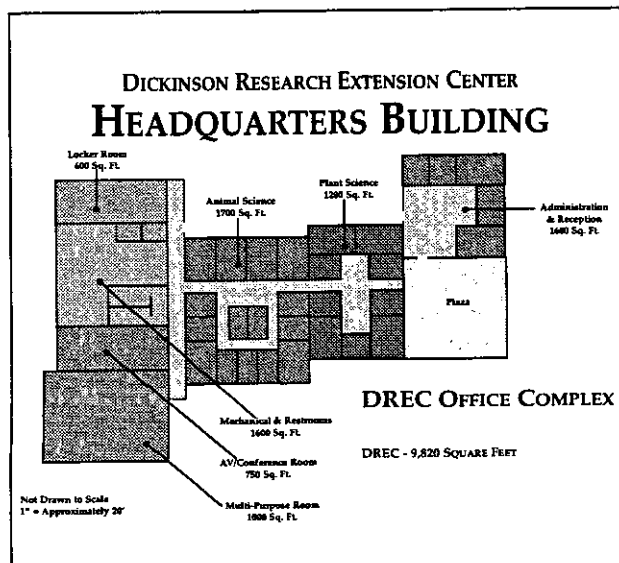 DICKINSON RESEARCH EXTENSION CENTER
HEADQUARTERS BUILDING
Locker Room
600 Sq. Ft.
Animal Science
1700 Sq. Ft.
Plant Science
1200 Sq. Ft.
Administration
& Reception
1600 Sq. Ft.
Plaza
DREC OFFICE COMPLEX
DREC - 9,820 SQUARE FEET
Mechanical & Restrooms
1600 Sq. Ft.
AV/Conference Room
750 Sq. Ft.
Multi-Purpose Room
1000 Sq. Ft.
Not Drawn to Scale
1" = Approximately 20'